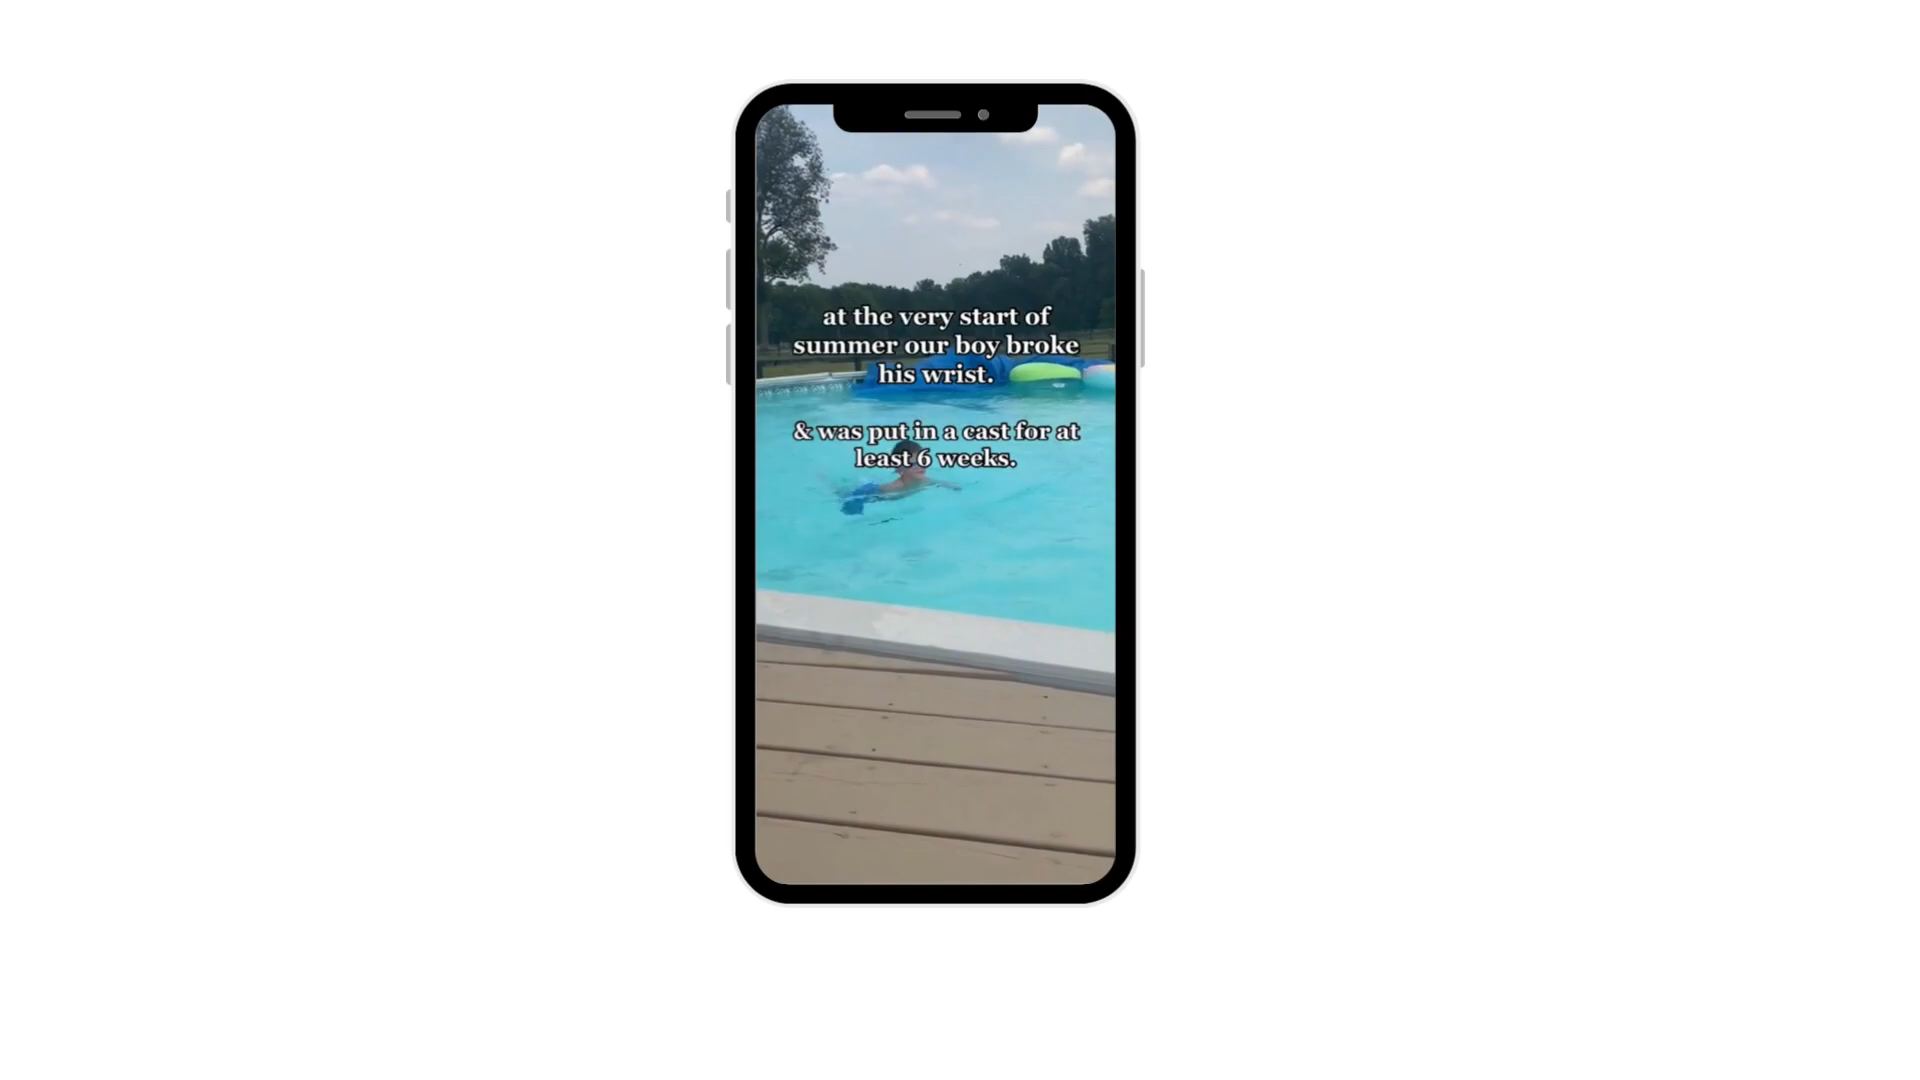 at the very start of
summer our boy broke
his wrist.
& was put in a cast for at
least 6 weeks.